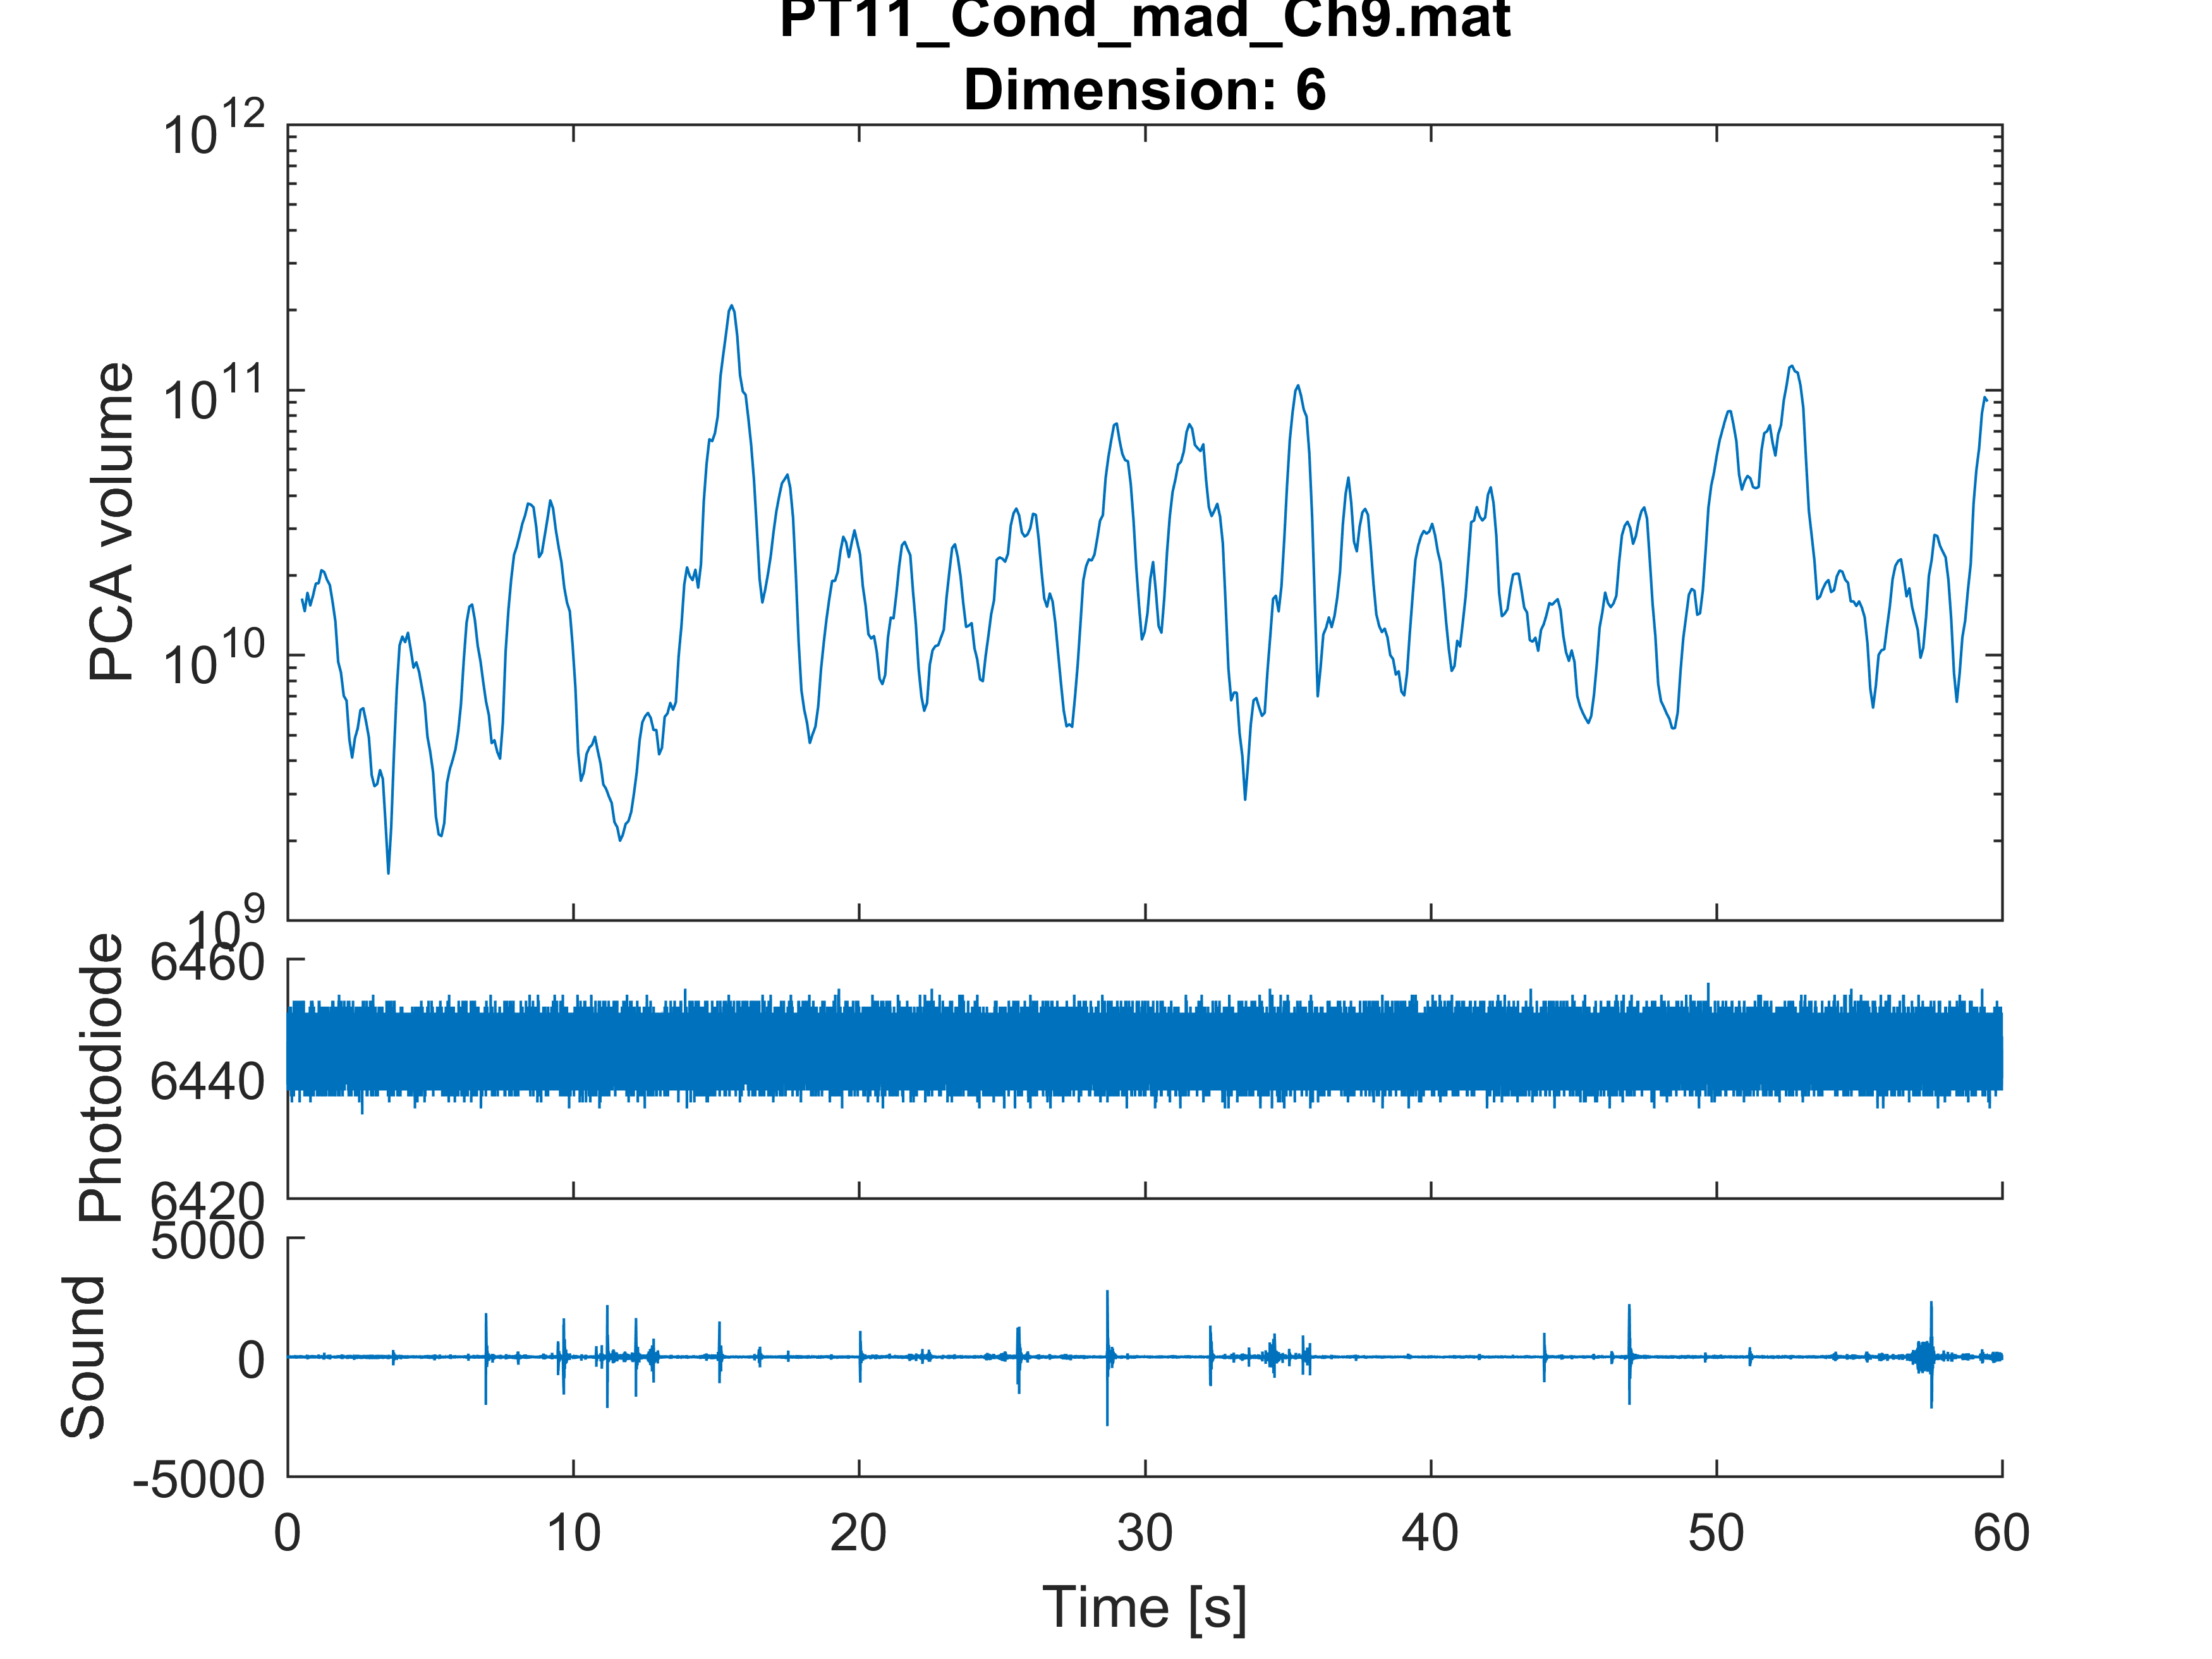 PT11_Cond_mad_Ch9.mat
Dimension: 6
PCA volume
10^12
10^11
10^10
10^9
Photodiode
6460
6440
6420
Sound
5000
0
-5000
0 10 20 30 40 50 60
Time [s]